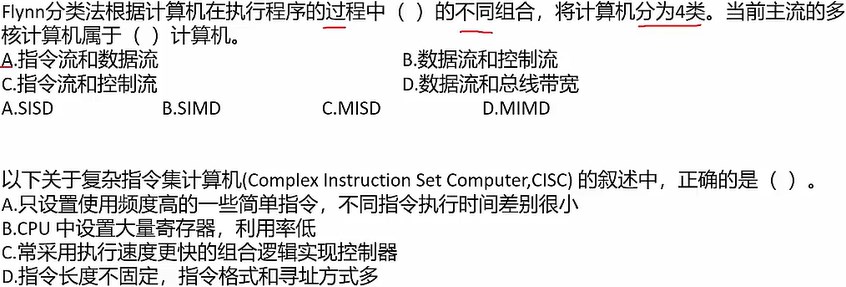 Flynn分类法根据计算机在执行程序的过程中（ ）的不同组合，将计算机分为4类。当前主流的多
核计算机属于（ ）计算机。
A.指令流和数据流 B.数据流和控制流
C.指令流和控制流 D.数据流和总线带宽
A.SISD B.SIMD C.MISD D.MIMD
以下关于复杂指令集计算机(Complex Instruction Set Computer,CISC) 的叙述中，正确的是（ ）。
A.只设置使用频度高的一些简单指令，不同指令执行时间差别很小
B.CPU 中设置大量寄存器，利用率低
C.常采用执行速度更快的组合逻辑实现控制器
D.指令长度不固定，指令格式和寻址方式多